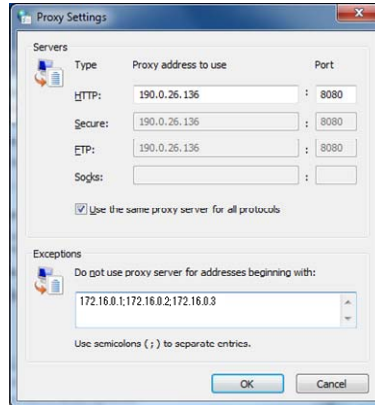 Proxy Settings
Servers
Type Proxy address to use Port
HTTP: 190.0.26.136 : 8080
Secure: 190.0.26.136 : 8080
FTP: 190.0.26.136 : 8080
Socks: :
Use the same proxy server for all protocols
Exceptions
Do not use proxy server for addresses beginning with:
172.16.0.1;172.16.0.2;172.16.0.3
Use semicolons ( ; ) to separate entries.
OK Cancel